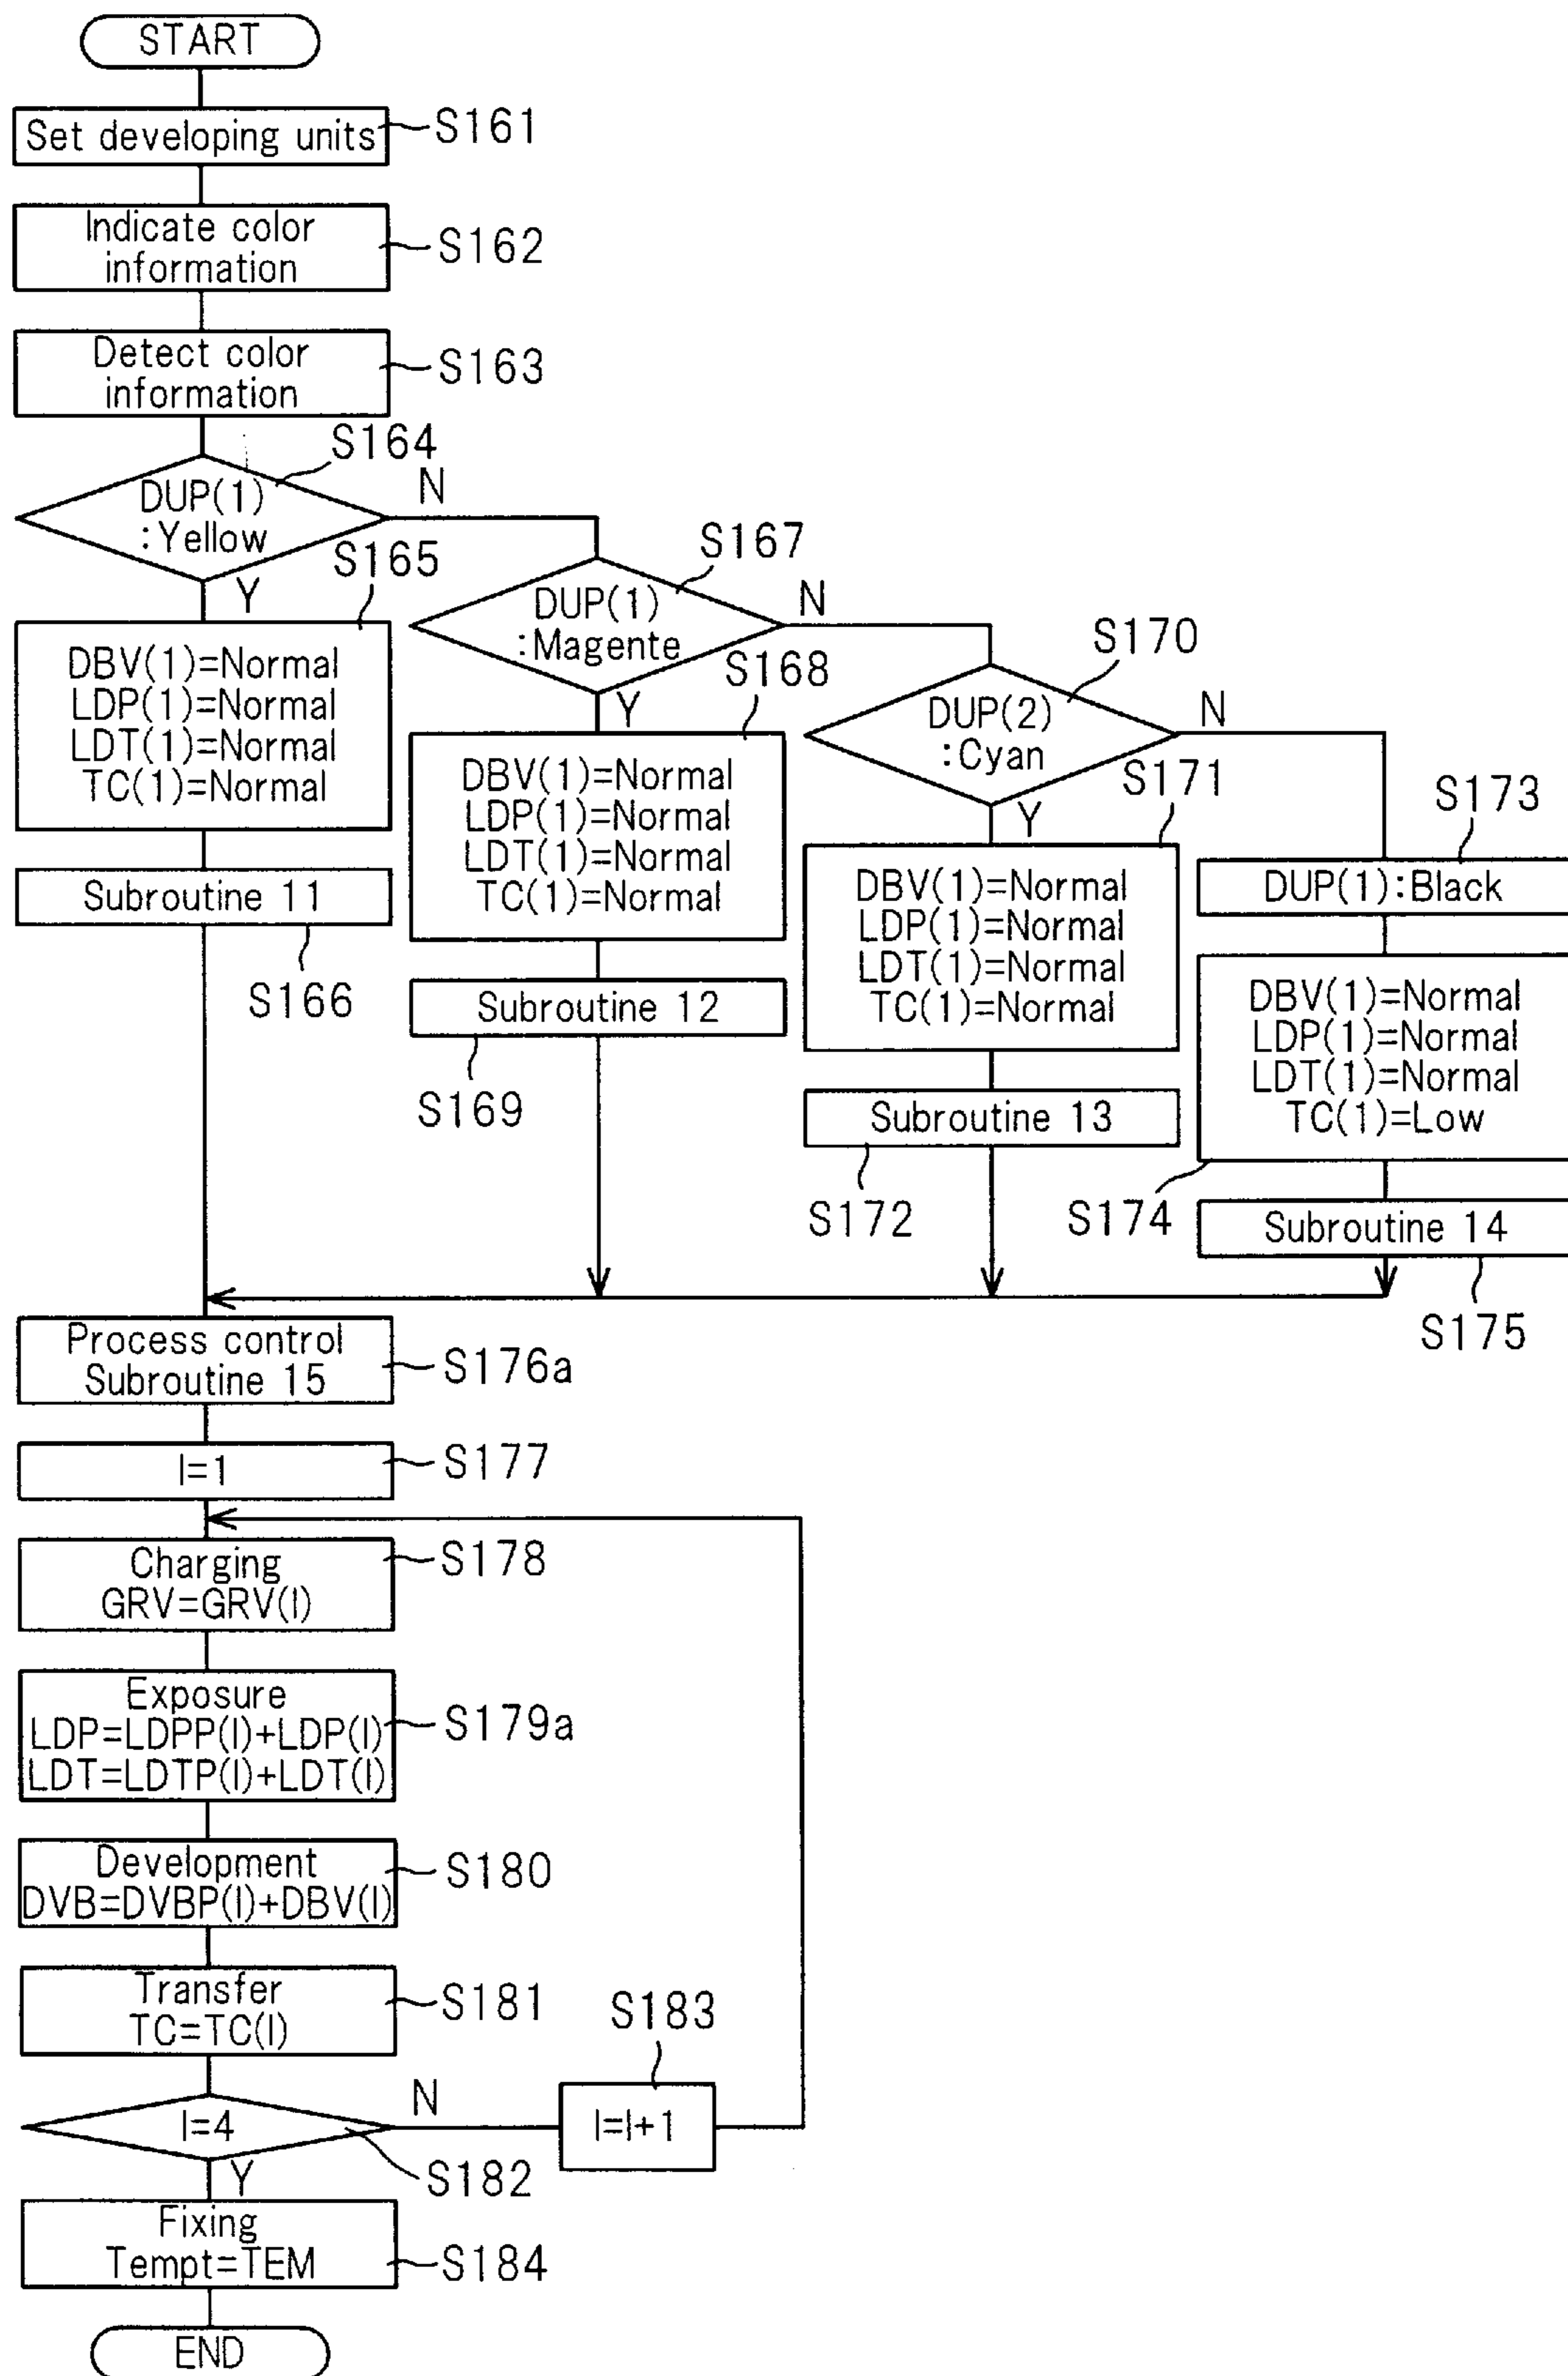 START
Set developing units
S161
Indicate color
information
S162
Detect color
information
S163
S164
DUP(1)
:Yellow
N
Y
S165
DBV(1)=Normal
LDP(1)=Normal
LDT(1)=Normal
TC(1)=Normal
Subroutine 11
S166
S167
DUP(1)
:Magente
N
Y
S168
DBV(1)=Normal
LDP(1)=Normal
LDT(1)=Normal
TC(1)=Normal
Subroutine 12
S169
S170
DUP(2)
:Cyan
N
Y
S171
DBV(1)=Normal
LDP(1)=Normal
LDT(1)=Normal
TC(1)=Normal
Subroutine 13
S172
S173
DUP(1):Black
DBV(1)=Normal
LDP(1)=Normal
LDT(1)=Normal
TC(1)=Low
S174
Subroutine 14
S175
Process control
Subroutine 15
S176a
I=1
S177
Charging
GRV=GRV(I)
S178
Exposure
LDP=LDPP(I)+LDP(I)
LDT=LDTP(I)+LDT(I)
S179a
Development
DVB=DVBP(I)+DBV(I)
S180
Transfer
TC=TC(I)
S181
I=4
N
Y
S182
S183
I=I+1
Fixing
Tempt=TEM
S184
END